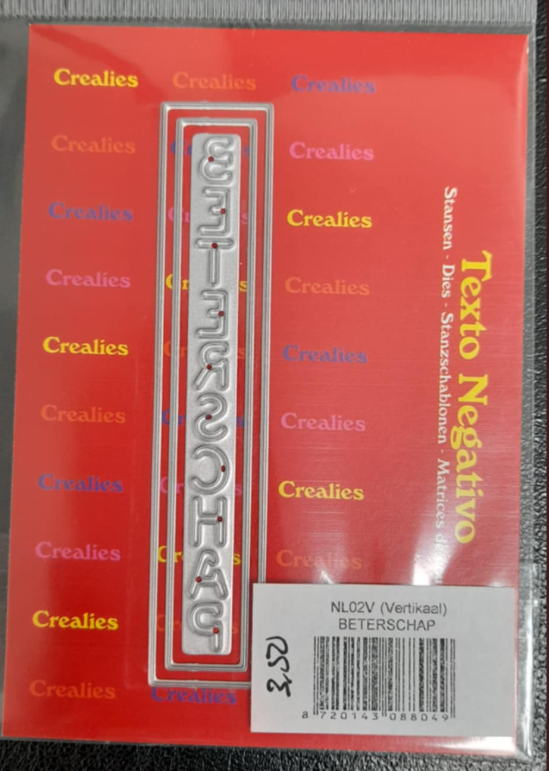 Crealies Crealies Crealies
Crealies Crealies
Crealies Crealies
Crealies Crealies
Crealies Crealies
Crealies Crealies
Crealies Crealies
Crealies Crealies
Crealies Crealies
Crealies
Crealies Crealies
BETERSCHAP
Texto Negativo
Stansen - Dies - Stanzschablonen - Matrices
NL02V (Vertikaal)
BETERSCHAP
3,50
8 720143 088049